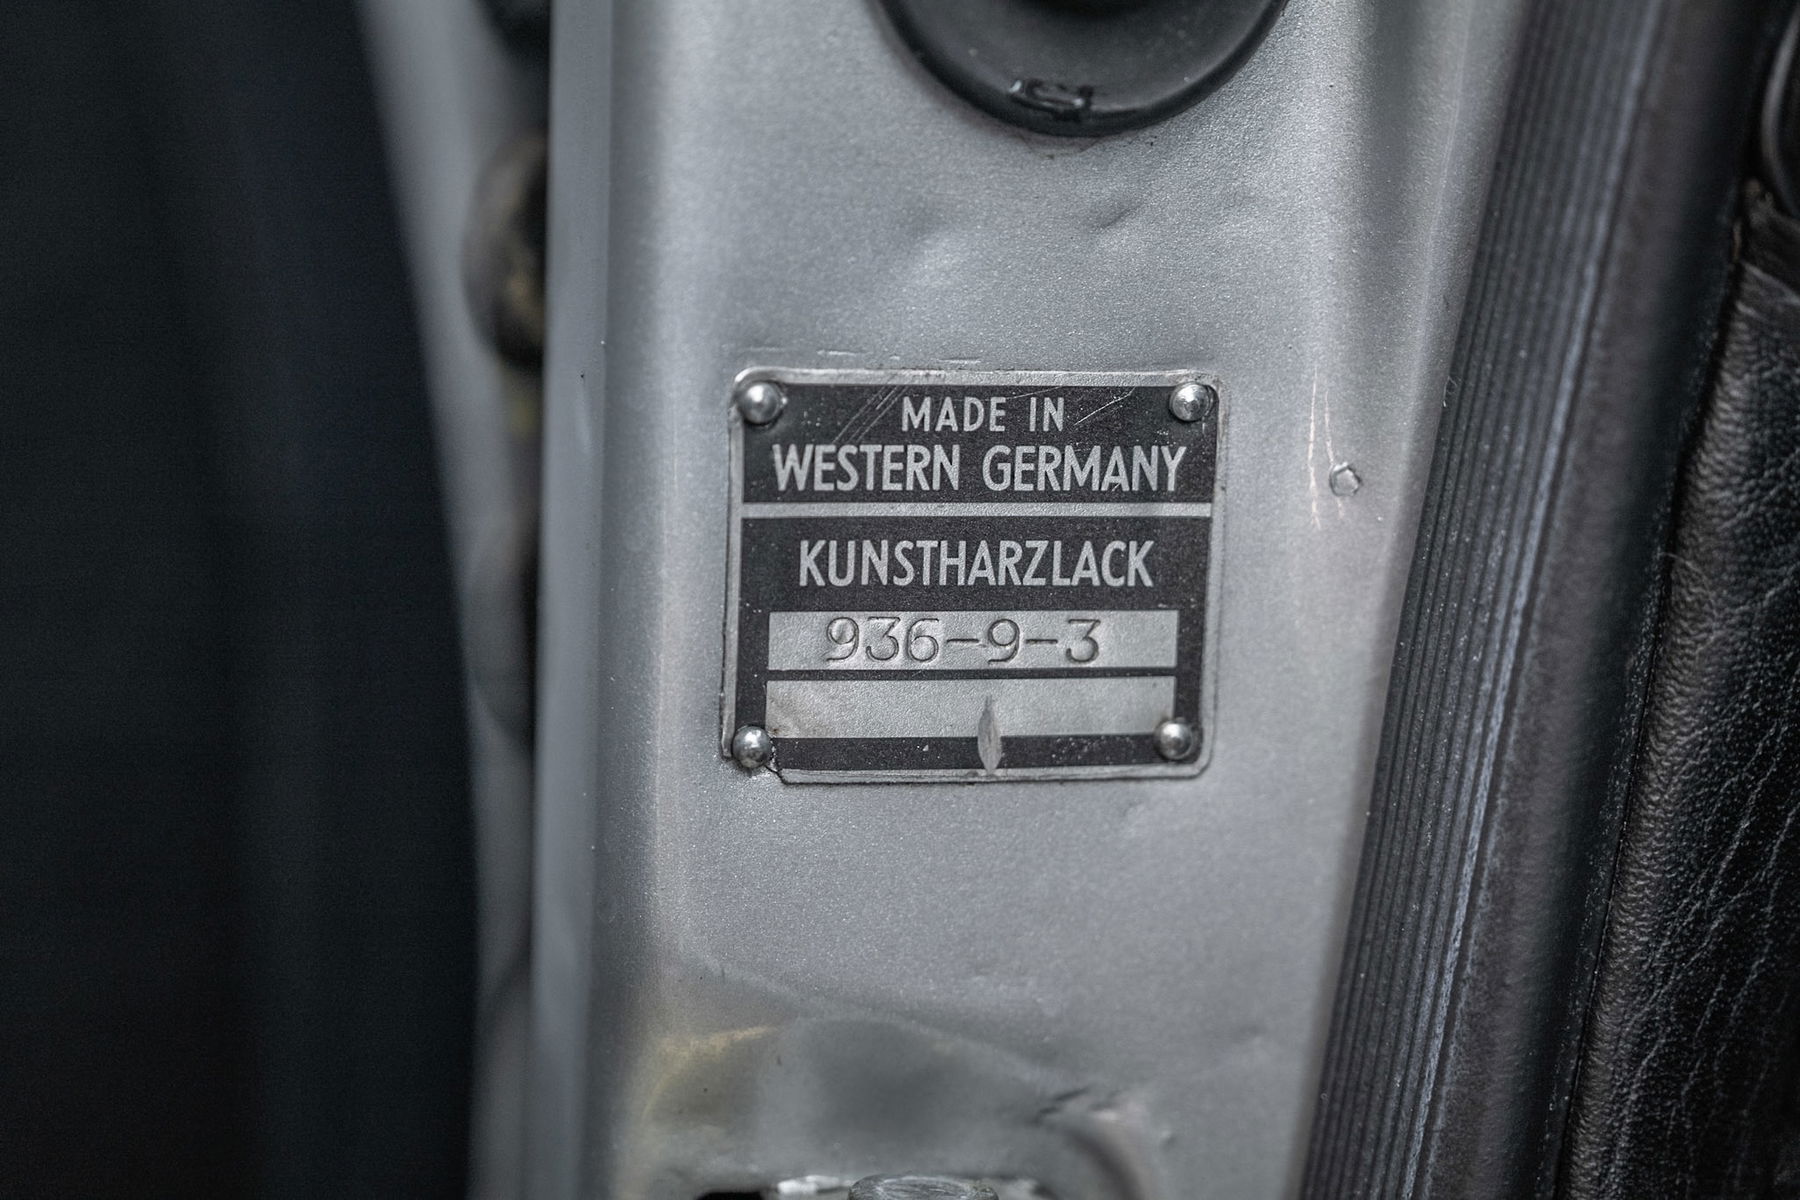 MADE IN
WESTERN GERMANY
KUNSTHARZLACK
936-9-3